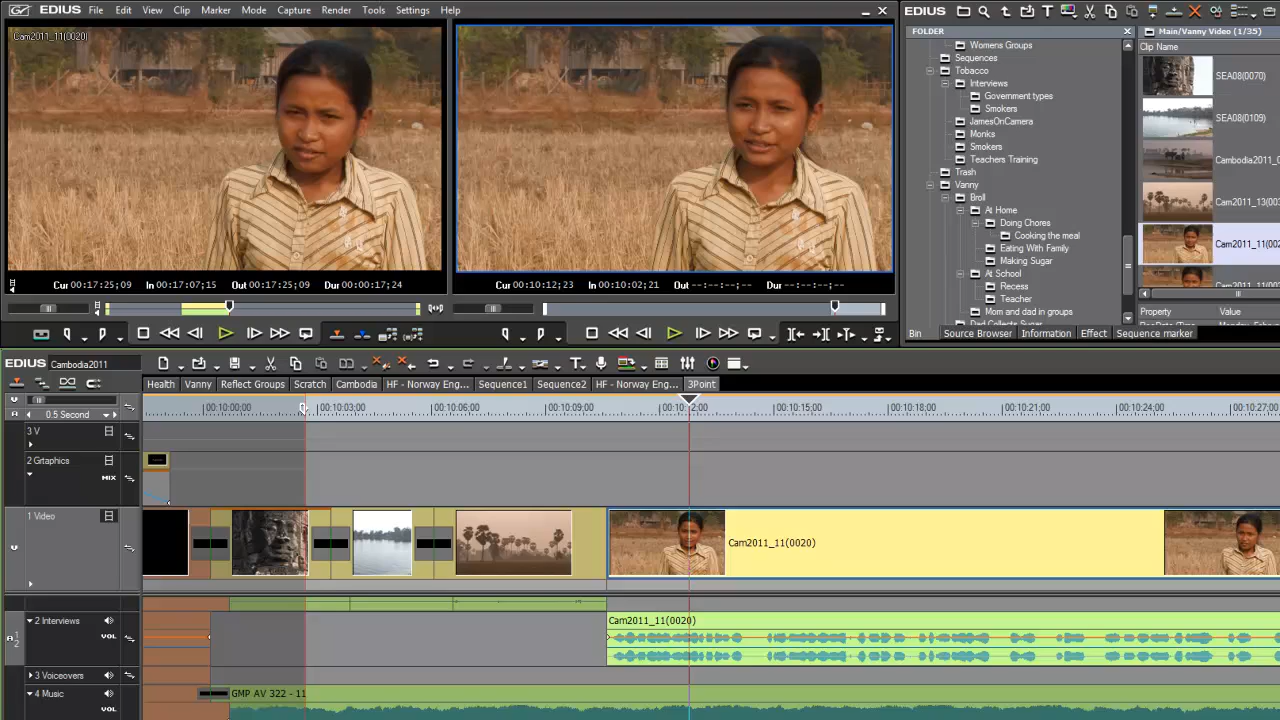 EDIUS File Edit View Clip Marker Mode Capture Render Tools Settings Help
Cam2011_11(0020)
Cur 00:17:25;09 In 00:17:07;15 Out 00:17:25;09 Dur 00:00:17;24
Cur 00:10:12;23 In 00:10:02;21 Out --:--:--;-- Dur --:--:--;--
EDIUS
FOLDER
Womens Groups
Sequences
Tobacco
Interviews
Government types
Smokers
JamesOnCamera
Monks
Smokers
Teachers Training
Trash
Vanny
Broll
At Home
Doing Chores
Cooking the meal
Eating With Family
Making Sugar
At School
Recess
Teacher
Mom and dad in groups
Main/Vanny Video (1/35)
Clip Name
SEA08(0070)
SEA08(0109)
Cambodia2011_0
Cam2011_13(00
Cam2011_11(00
Property Value
Bin Source Browser Information Effect Sequence marker
EDIUS Cambodia2011
Health Vanny Reflect Groups Scratch Cambodia HF - Norway Eng... Sequence1 Sequence2 HF - Norway Eng... 3Point
0.5 Second
00:10:00;00 00:10:03;00 00:10:06;00 00:10:09;00 00:10:12;00 00:10:15;00 00:10:18;00 00:10:21;00 00:10:24;00 00:10:27;00
3 V
2 Grtaphics
MIX
1 Video
Cam2011_11(0020)
2 Interviews
VOL
Cam2011_11(0020)
1
2
3 Voiceovers
4 Music
VOL
GMP AV 322 - 11